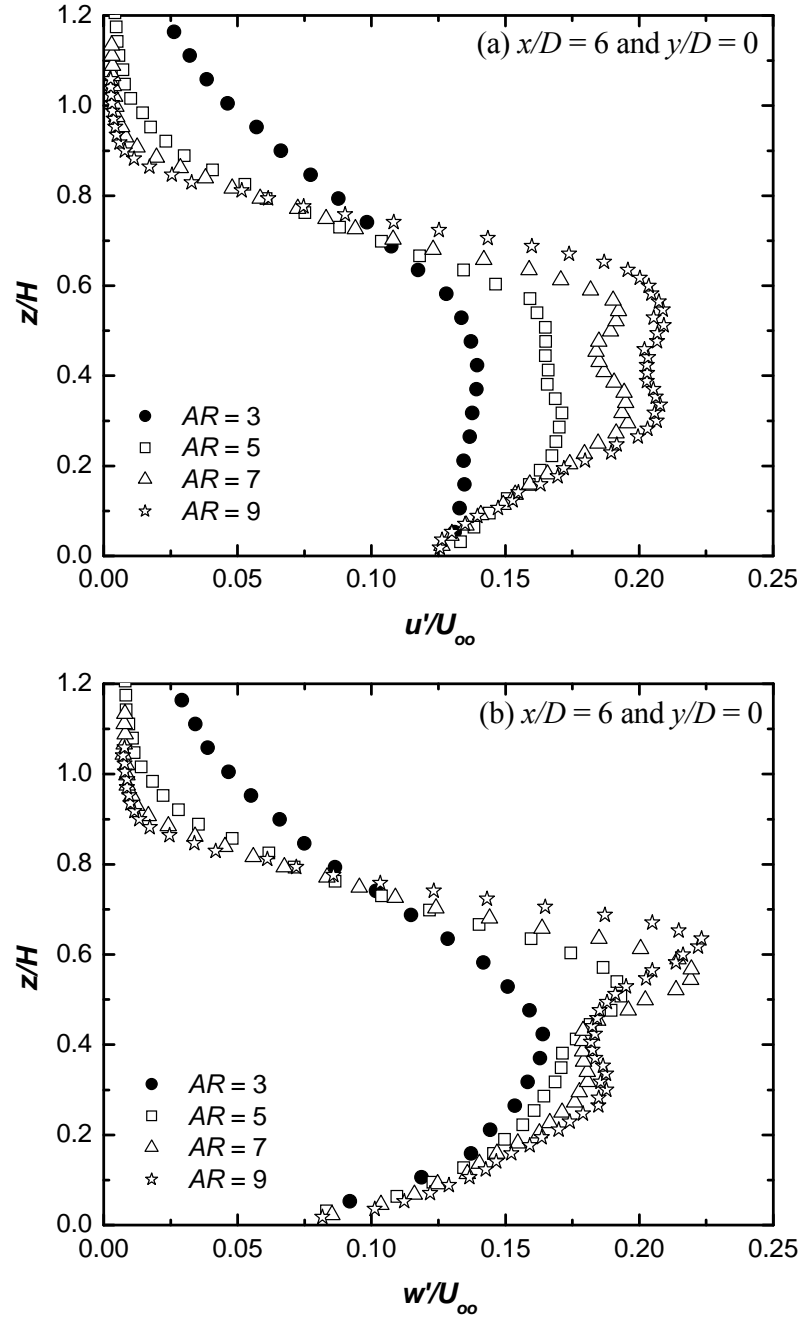 (a) x/D = 6 and y/D = 0
1.2
1.0
0.8
0.6
0.4
0.2
0.0
z/H
AR = 3
AR = 5
AR = 7
AR = 9
0.00 0.05 0.10 0.15 0.20 0.25
u'/U∞
(b) x/D = 6 and y/D = 0
1.2
1.0
0.8
0.6
0.4
0.2
0.0
z/H
AR = 3
AR = 5
AR = 7
AR = 9
0.00 0.05 0.10 0.15 0.20 0.25
w'/U∞